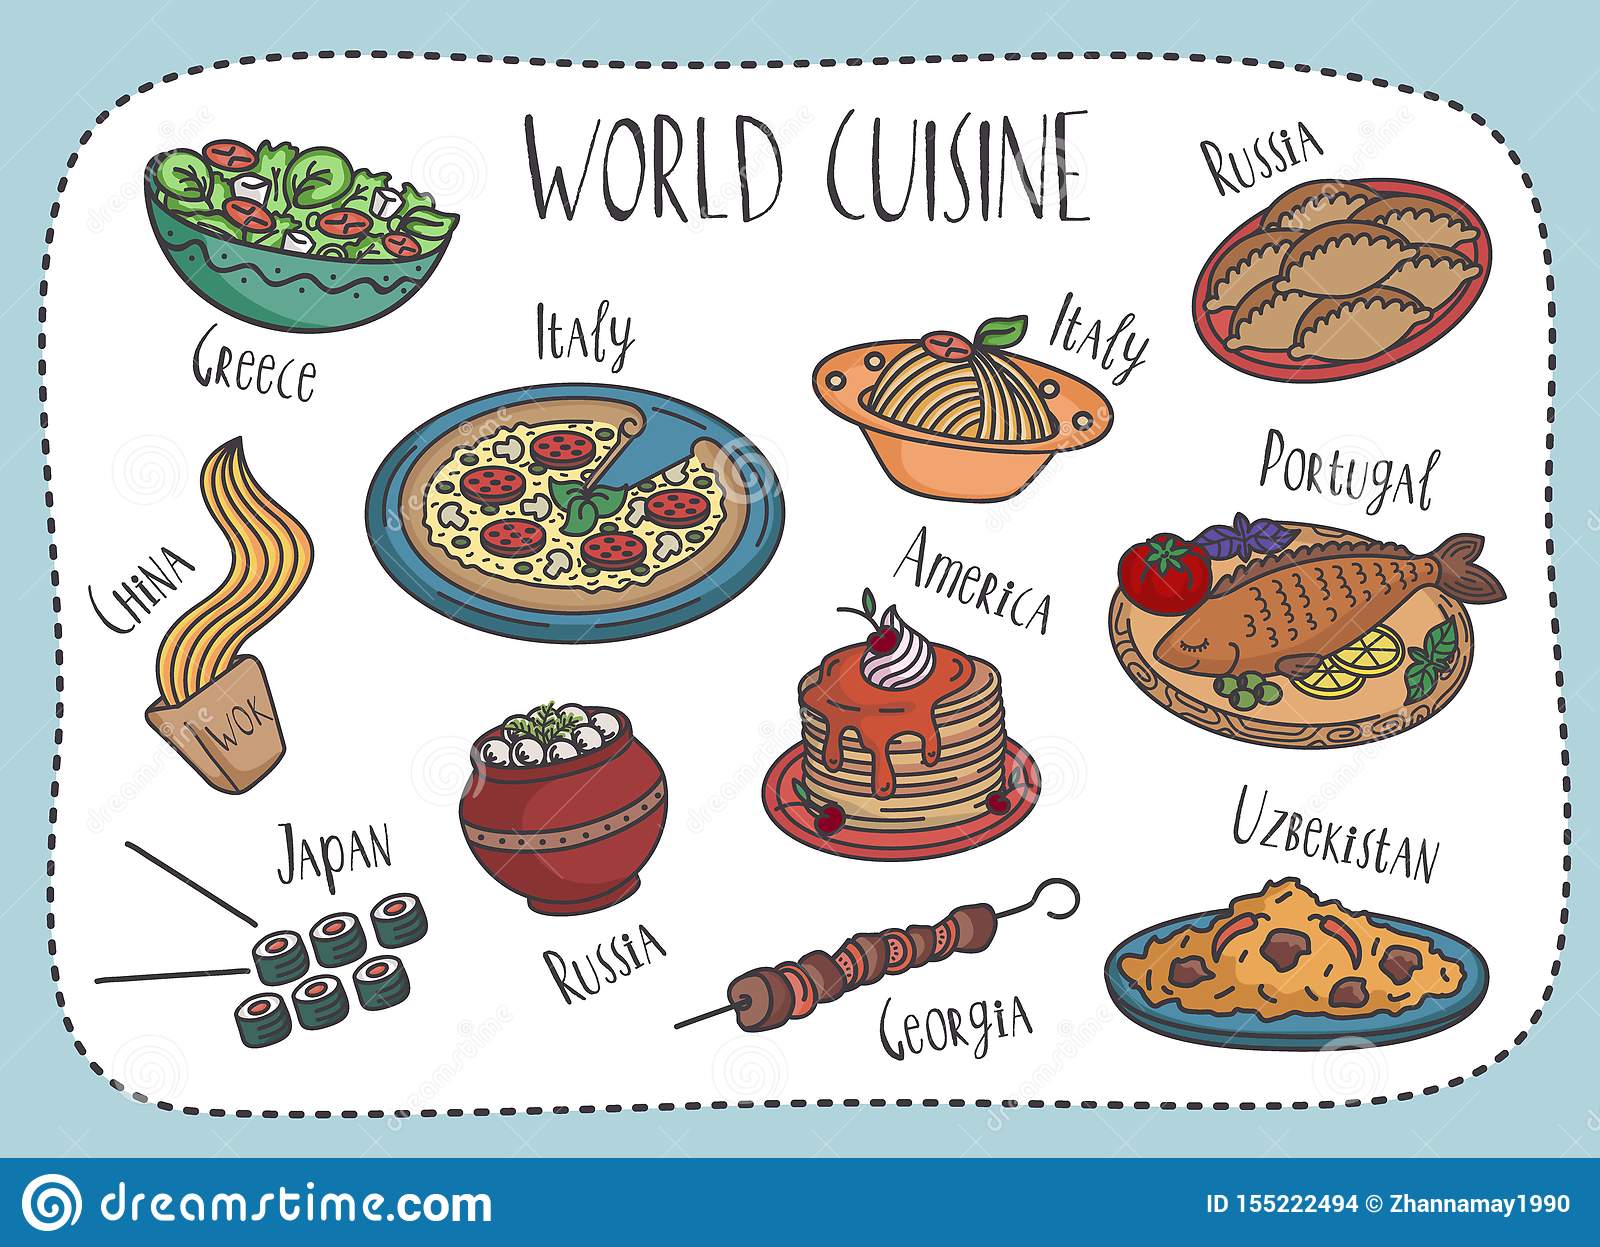 WORLD CUISINE
RUSSIA
GREECE
ITALY
ITALY
PORTUGAL
CHINA
WOK
AMERICA
JAPAN
RUSSIA
UZBEKISTAN
GEORGIA
dreamstime.com
ID 155222494 © Zhannamay1990